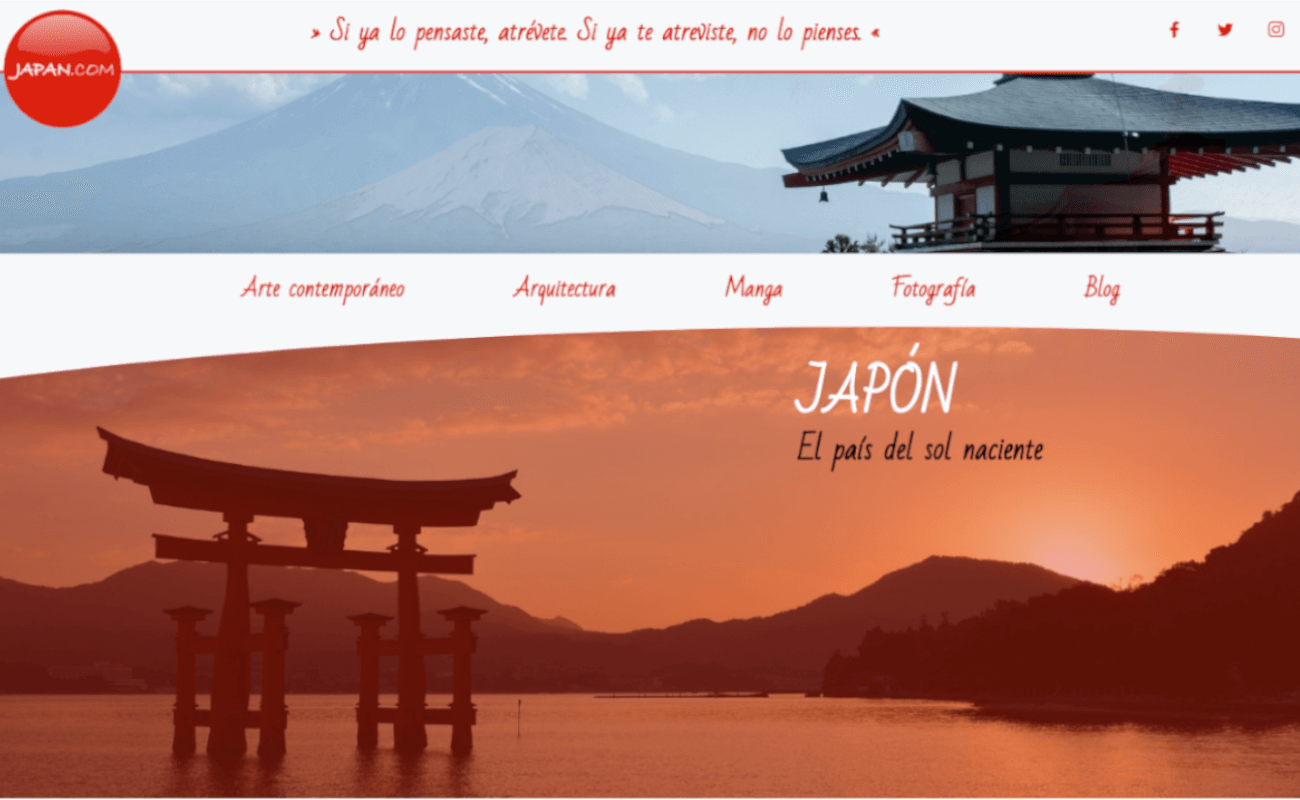 » Si ya lo pensaste, atrévete. Si ya te atreviste, no lo pienses. «
JAPAN.COM
Arte contemporáneo
Arquitectura
Manga
Fotografía
Blog
JAPÓN
El país del sol naciente